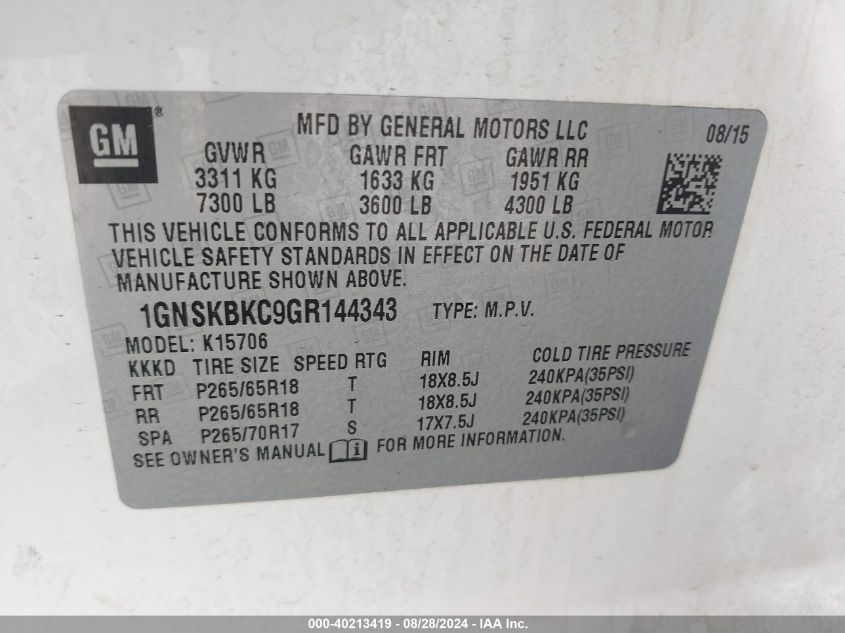 GM ®
MFD BY GENERAL MOTORS LLC 08/15
GVWR GAWR FRT GAWR RR
3311 KG 1633 KG 1951 KG
7300 LB 3600 LB 4300 LB
THIS VEHICLE CONFORMS TO ALL APPLICABLE U.S. FEDERAL MOTOR
VEHICLE SAFETY STANDARDS IN EFFECT ON THE DATE OF
MANUFACTURE SHOWN ABOVE.
1GNSKBKC9GR144343 TYPE: M.P.V.
MODEL: K15706
KKKD TIRE SIZE SPEED RTG RIM COLD TIRE PRESSURE
FRT P265/65R18 T 18X8.5J 240KPA(35PSI)
RR P265/65R18 T 18X8.5J 240KPA(35PSI)
SPA P265/70R17 S 17X7.5J 240KPA(35PSI)
SEE OWNER'S MANUAL i FOR MORE INFORMATION.
000-40213419 - 08/28/2024 - IAA Inc.